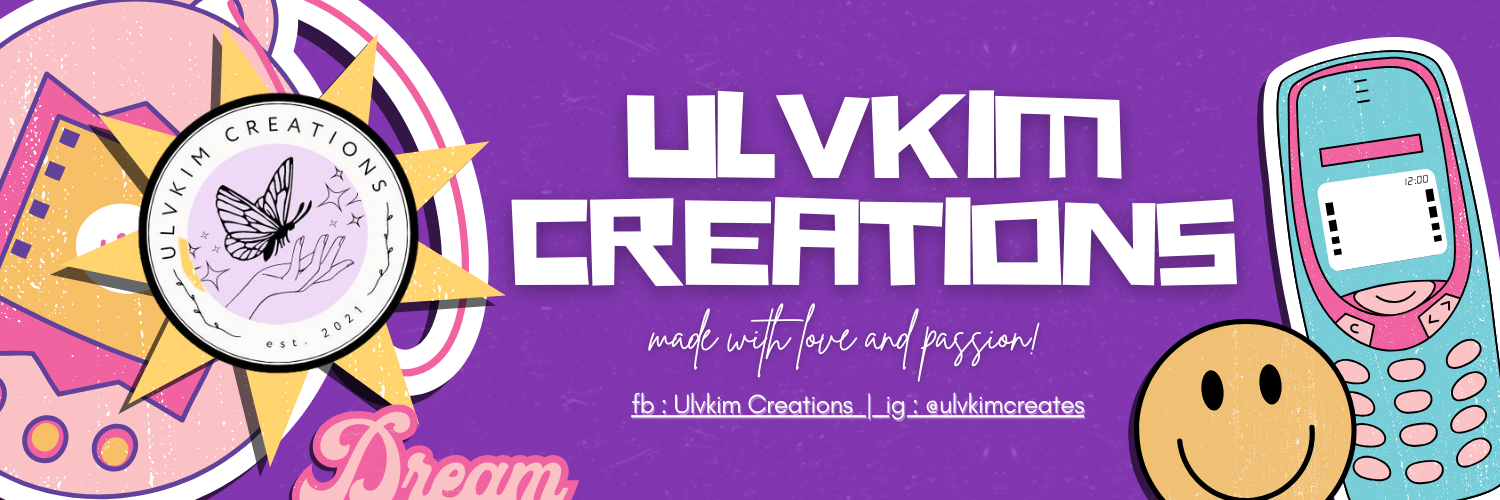 ULVKIM CREATIONS
est. 2021
Dream
ULVKIM
CREATIONS
made with love and passion!
fb : Ulvkim Creations | ig : @ulvkimcreates
12:00
C
< >